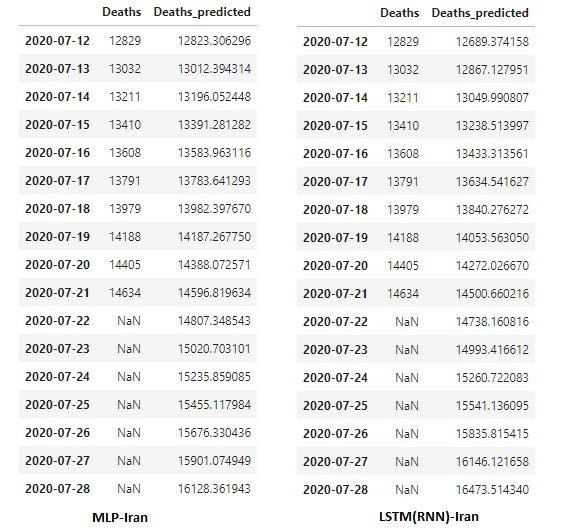 Deaths Deaths_predicted
2020-07-12 12829 12823.306296
2020-07-13 13032 13012.394314
2020-07-14 13211 13196.052448
2020-07-15 13410 13391.281282
2020-07-16 13608 13583.963116
2020-07-17 13791 13783.641293
2020-07-18 13979 13982.397670
2020-07-19 14188 14187.267750
2020-07-20 14405 14388.072571
2020-07-21 14634 14596.819634
2020-07-22 NaN 14807.348543
2020-07-23 NaN 15020.703101
2020-07-24 NaN 15235.859085
2020-07-25 NaN 15455.117984
2020-07-26 NaN 15676.330436
2020-07-27 NaN 15901.074949
2020-07-28 NaN 16128.361943
MLP-Iran
Deaths Deaths_predicted
2020-07-12 12829 12689.374158
2020-07-13 13032 12867.127951
2020-07-14 13211 13049.990807
2020-07-15 13410 13238.513997
2020-07-16 13608 13433.313561
2020-07-17 13791 13634.541627
2020-07-18 13979 13840.276272
2020-07-19 14188 14053.563050
2020-07-20 14405 14272.026670
2020-07-21 14634 14500.660216
2020-07-22 NaN 14738.160816
2020-07-23 NaN 14993.416612
2020-07-24 NaN 15260.722083
2020-07-25 NaN 15541.136095
2020-07-26 NaN 15835.815415
2020-07-27 NaN 16146.121658
2020-07-28 NaN 16473.514340
LSTM(RNN)-Iran